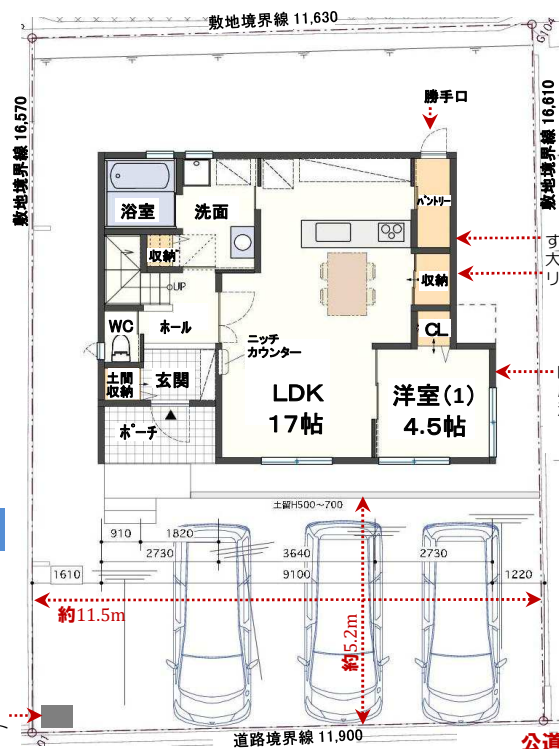 敷地境界線 11,630
G104
敷地境界線 16,570
敷地境界線 16,610
勝手口
浴室
洗面
パントリー
収納
す
大
リ
収納
UP
WC
ホール
ニッチ
カウンター
CL
土間
収納
玄関
LDK
17帖
洋室(1)
4.5帖
ポーチ
土留H500~700
910
1820
2730
3640
2730
1610
9100
1220
約11.5m
約5.2m
道路境界線 11,900
公道